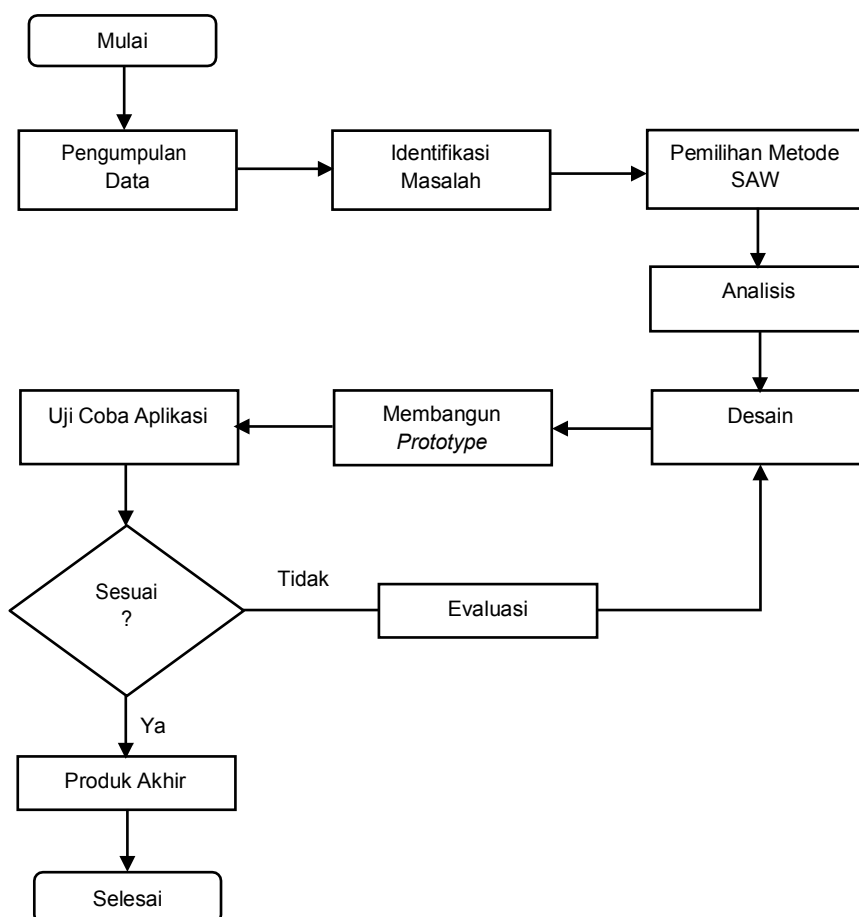 Mulai
Pengumpulan
Data
Identifikasi
Masalah
Pemilihan Metode
SAW
Analisis
Desain
Membangun
Prototype
Uji Coba Aplikasi
Sesuai
?
Tidak
Evaluasi
Ya
Produk Akhir
Selesai